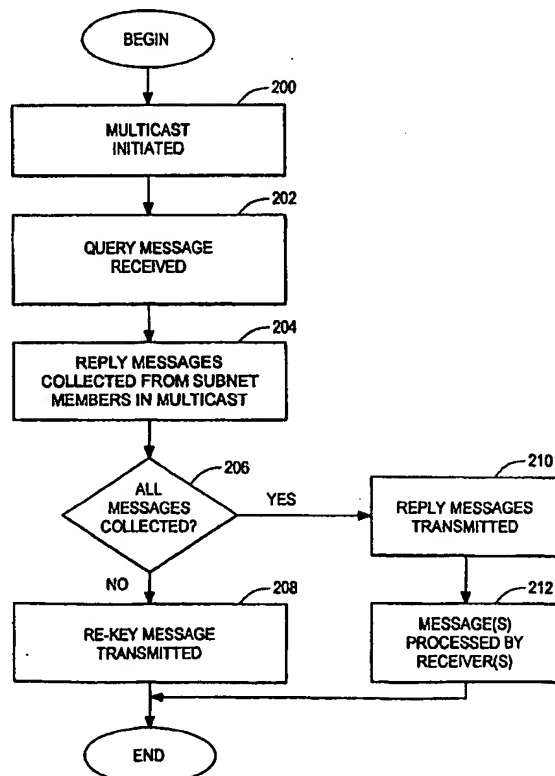 BEGIN
200
MULTICAST
INITIATED
202
QUERY MESSAGE
RECEIVED
204
REPLY MESSAGES
COLLECTED FROM SUBNET
MEMBERS IN MULTICAST
206
ALL
MESSAGES
COLLECTED?
YES
210
REPLY MESSAGES
TRANSMITTED
NO
208
RE-KEY MESSAGE
TRANSMITTED
212
MESSAGE(S)
PROCESSED BY
RECEIVER(S)
END